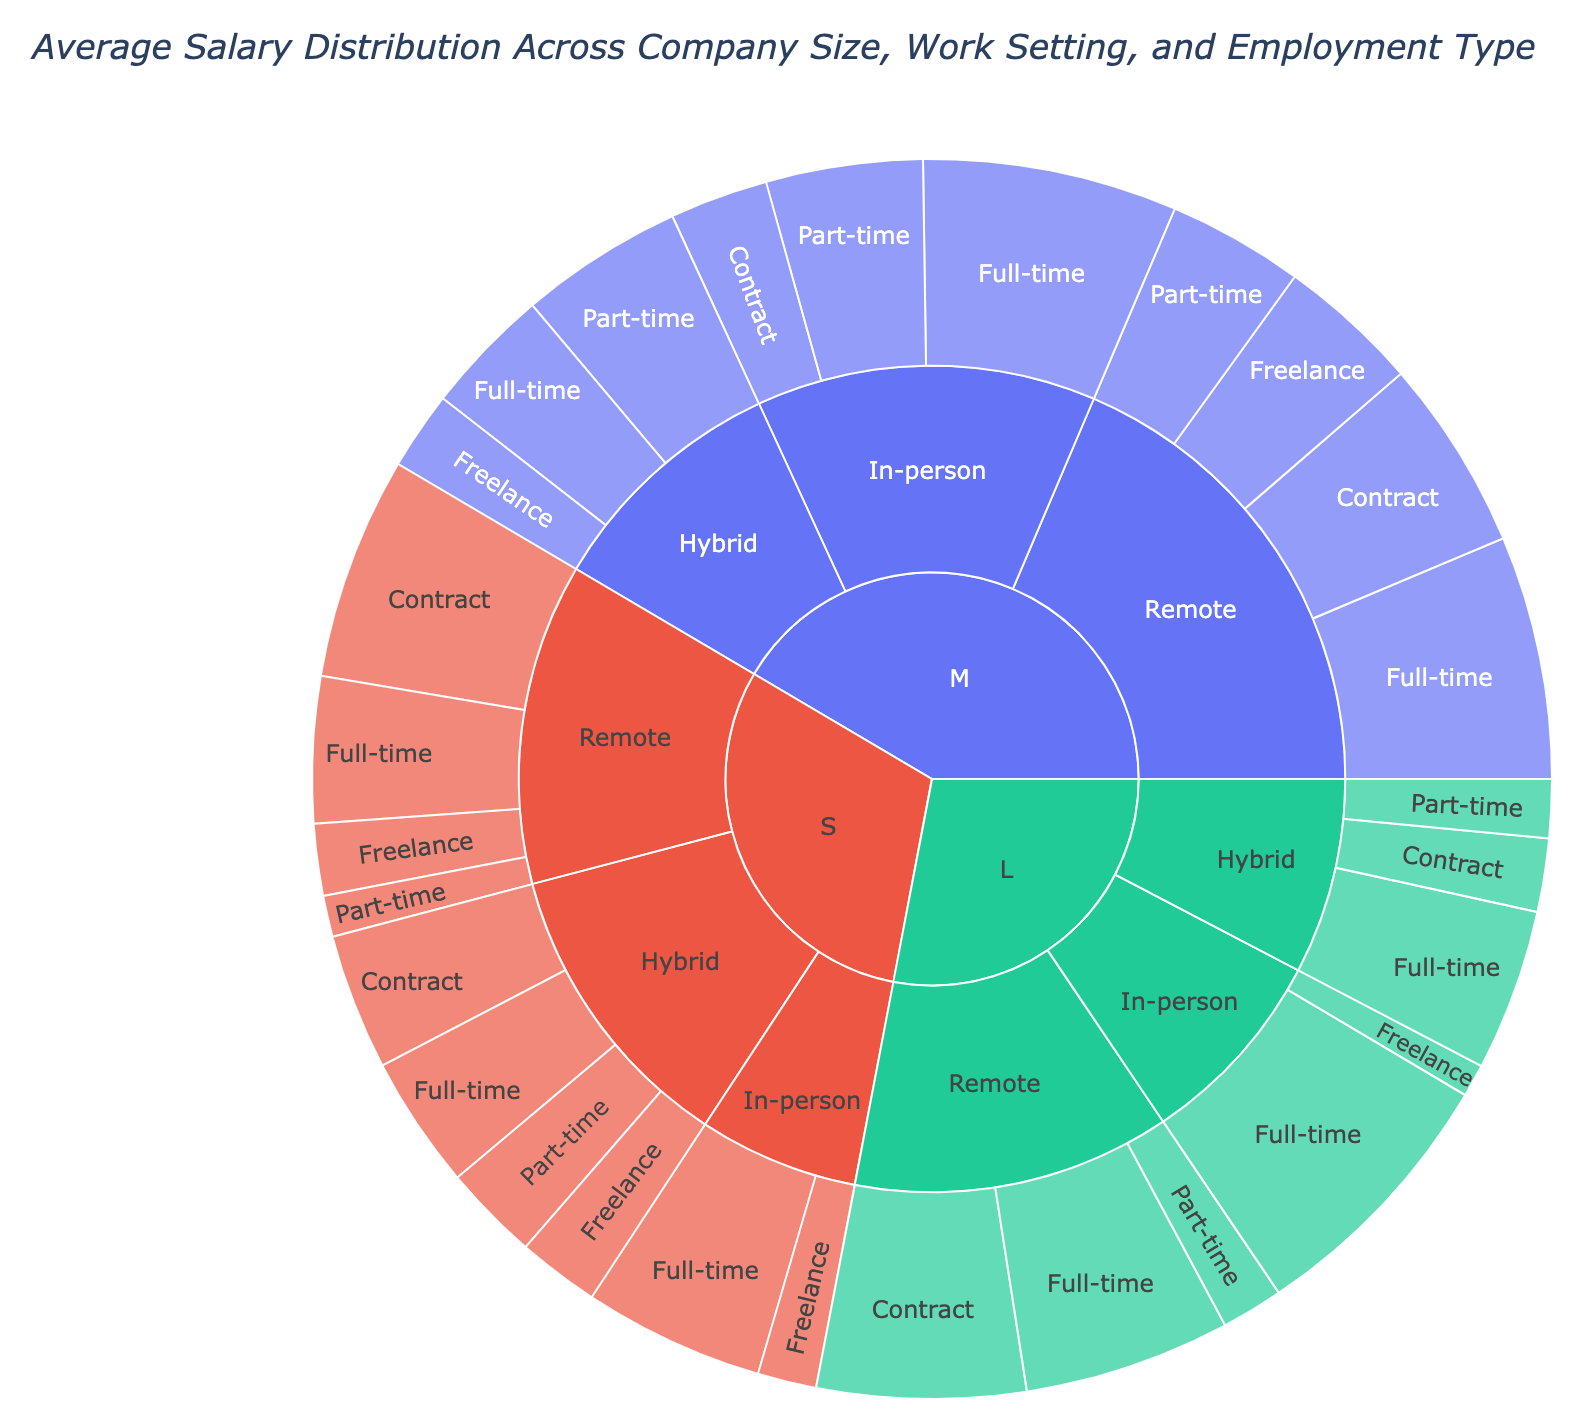 Average Salary Distribution Across Company Size, Work Setting, and Employment Type
Part-time
Contract
Full-time
Part-time
Full-time
Part-time
Freelance
Full-time
Freelance
Contract
In-person
Hybrid
Contract
Remote
M
Full-time
Remote
Full-time
S
Part-time
Freelance
L
Hybrid
Contract
Part-time
Hybrid
Contract
In-person
Full-time
Freelance
Full-time
Part-time
Freelance
In-person
Remote
Full-time
Full-time
Freelance
Contract
Full-time
Part-time